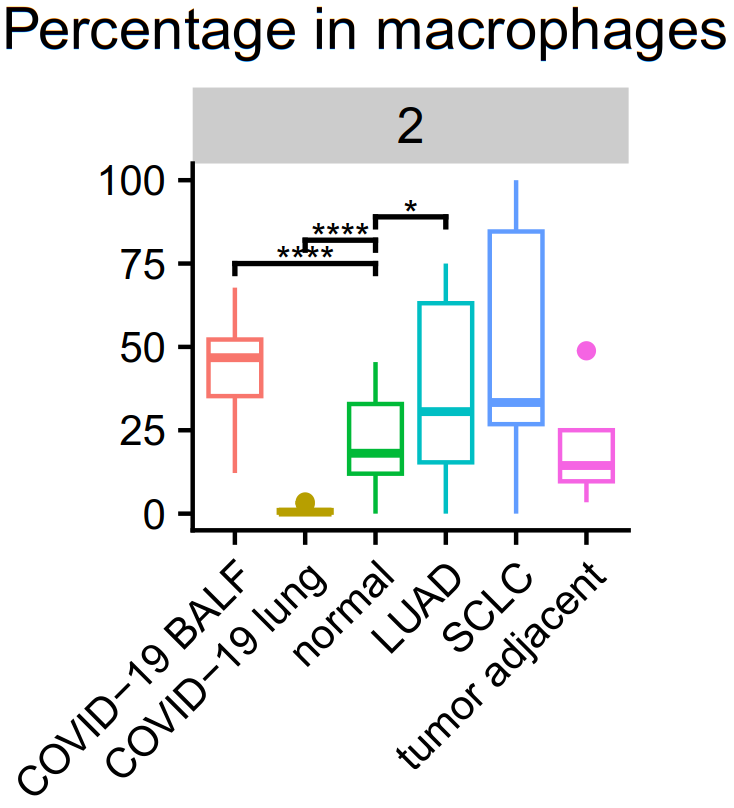 Percentage in macrophages
2
100
*
****
75
****
50
25
0
COVID−19 BALF
COVID−19 lung
normal
LUAD
SCLC
tumor adjacent